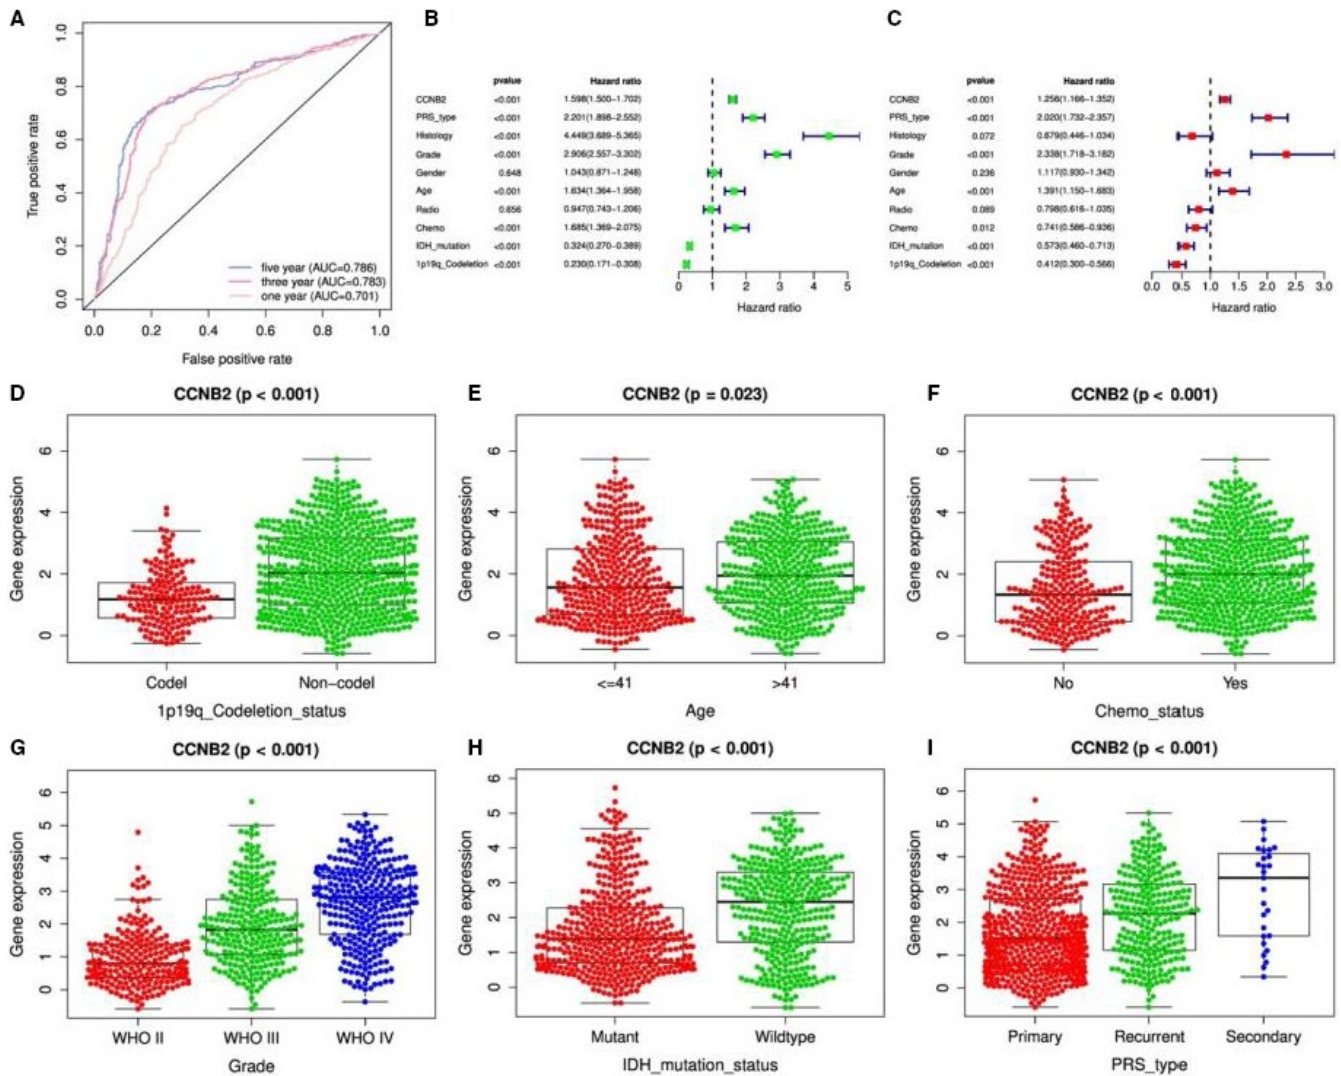 A
True positive rate
1.0
0.8
0.6
0.4
0.2
0.0
five year (AUC=0.786)
three year (AUC=0.783)
one year (AUC=0.701)
0.0 0.2 0.4 0.6 0.8 1.0
False positive rate
B
pvalue Hazard ratio
CCNB2 <0.001 1.598(1.500−1.702)
PRS_type <0.001 2.201(1.898−2.552)
Histology <0.001 4.449(3.689−5.365)
Grade <0.001 2.906(2.557−3.302)
Gender 0.648 1.043(0.871−1.248)
Age <0.001 1.634(1.364−1.958)
Radio 0.656 0.947(0.743−1.206)
Chemo <0.001 1.685(1.369−2.075)
IDH_mutation <0.001 0.324(0.270−0.389)
1p19q_Codeletion <0.001 0.230(0.171−0.308)
0 1 2 3 4 5
Hazard ratio
C
pvalue Hazard ratio
CCNB2 <0.001 1.256(1.166−1.352)
PRS_type <0.001 2.020(1.732−2.357)
Histology 0.072 0.679(0.446−1.034)
Grade <0.001 2.338(1.718−3.182)
Gender 0.236 1.117(0.930−1.342)
Age <0.001 1.391(1.150−1.683)
Radio 0.089 0.798(0.616−1.035)
Chemo 0.012 0.741(0.586−0.936)
IDH_mutation <0.001 0.573(0.460−0.713)
1p19q_Codeletion <0.001 0.412(0.300−0.566)
0.0 0.5 1.0 1.5 2.0 2.5 3.0
Hazard ratio
D
CCNB2 (p < 0.001)
Gene expression
6
4
2
0
Codel Non−codel
1p19q_Codeletion_status
E
CCNB2 (p = 0.023)
Gene expression
6
4
2
0
<=41 >41
Age
F
CCNB2 (p < 0.001)
Gene expression
6
4
2
0
No Yes
Chemo_status
G
CCNB2 (p < 0.001)
Gene expression
6
5
4
3
2
1
0
WHO II WHO III WHO IV
Grade
H
CCNB2 (p < 0.001)
Gene expression
6
5
4
3
2
1
0
Mutant Wildtype
IDH_mutation_status
I
CCNB2 (p < 0.001)
Gene expression
6
5
4
3
2
1
0
Primary Recurrent Secondary
PRS_type